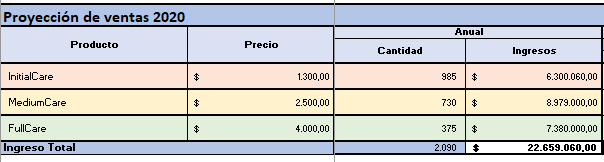 Proyección de ventas 2020
Producto Precio Anual
Cantidad Ingresos
InitialCare $ 1.300,00 985 $ 6.300.060,00
MediumCare $ 2.500,00 730 $ 8.979.000,00
FullCare $ 4.000,00 375 $ 7.380.000,00
Ingreso Total 2.090 $ 22.659.060,00